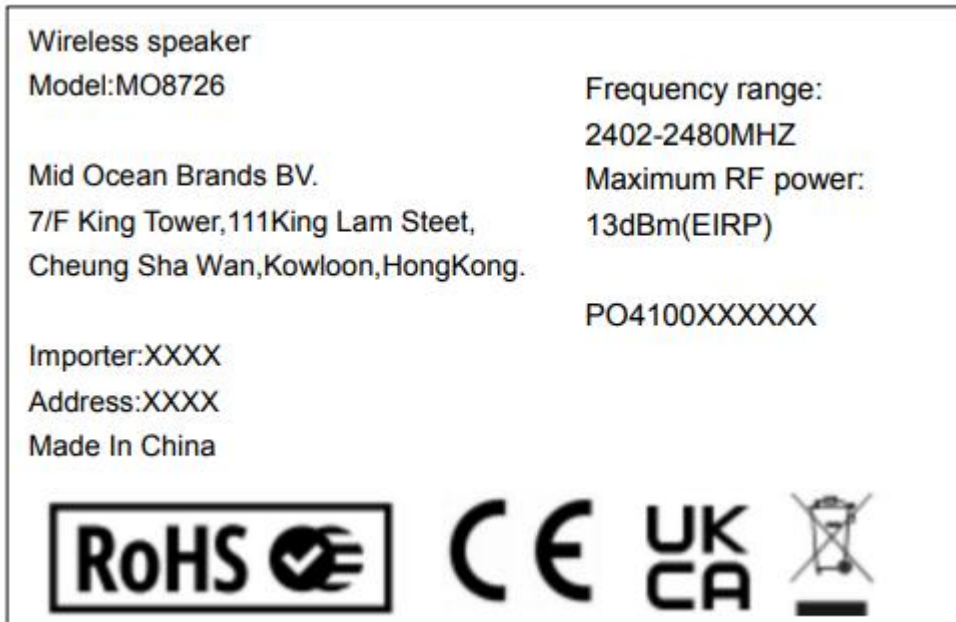 Wireless speaker
Model:MO8726
Mid Ocean Brands BV.
7/F King Tower,111King Lam Steet,
Cheung Sha Wan,Kowloon,HongKong.
Importer:XXXX
Address:XXXX
Made In China
Frequency range:
2402-2480MHZ
Maximum RF power:
13dBm(EIRP)
PO4100XXXXXX
RoHS
CE
UK
CA